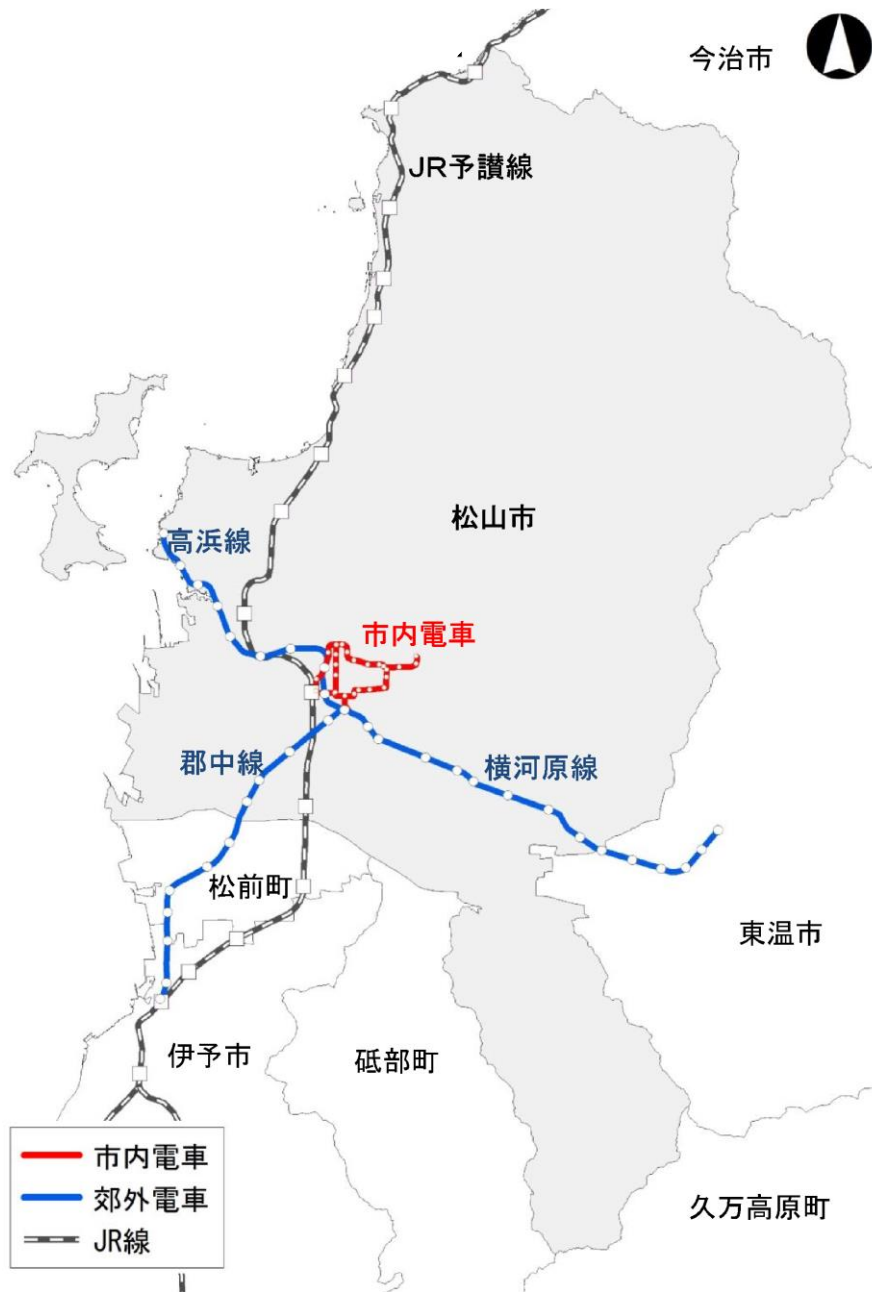 今治市
JR予讃線
松山市
高浜線
市内電車
郡中線
横河原線
松前町
東温市
伊予市
砥部町
久万高原町
市内電車
郊外電車
JR線